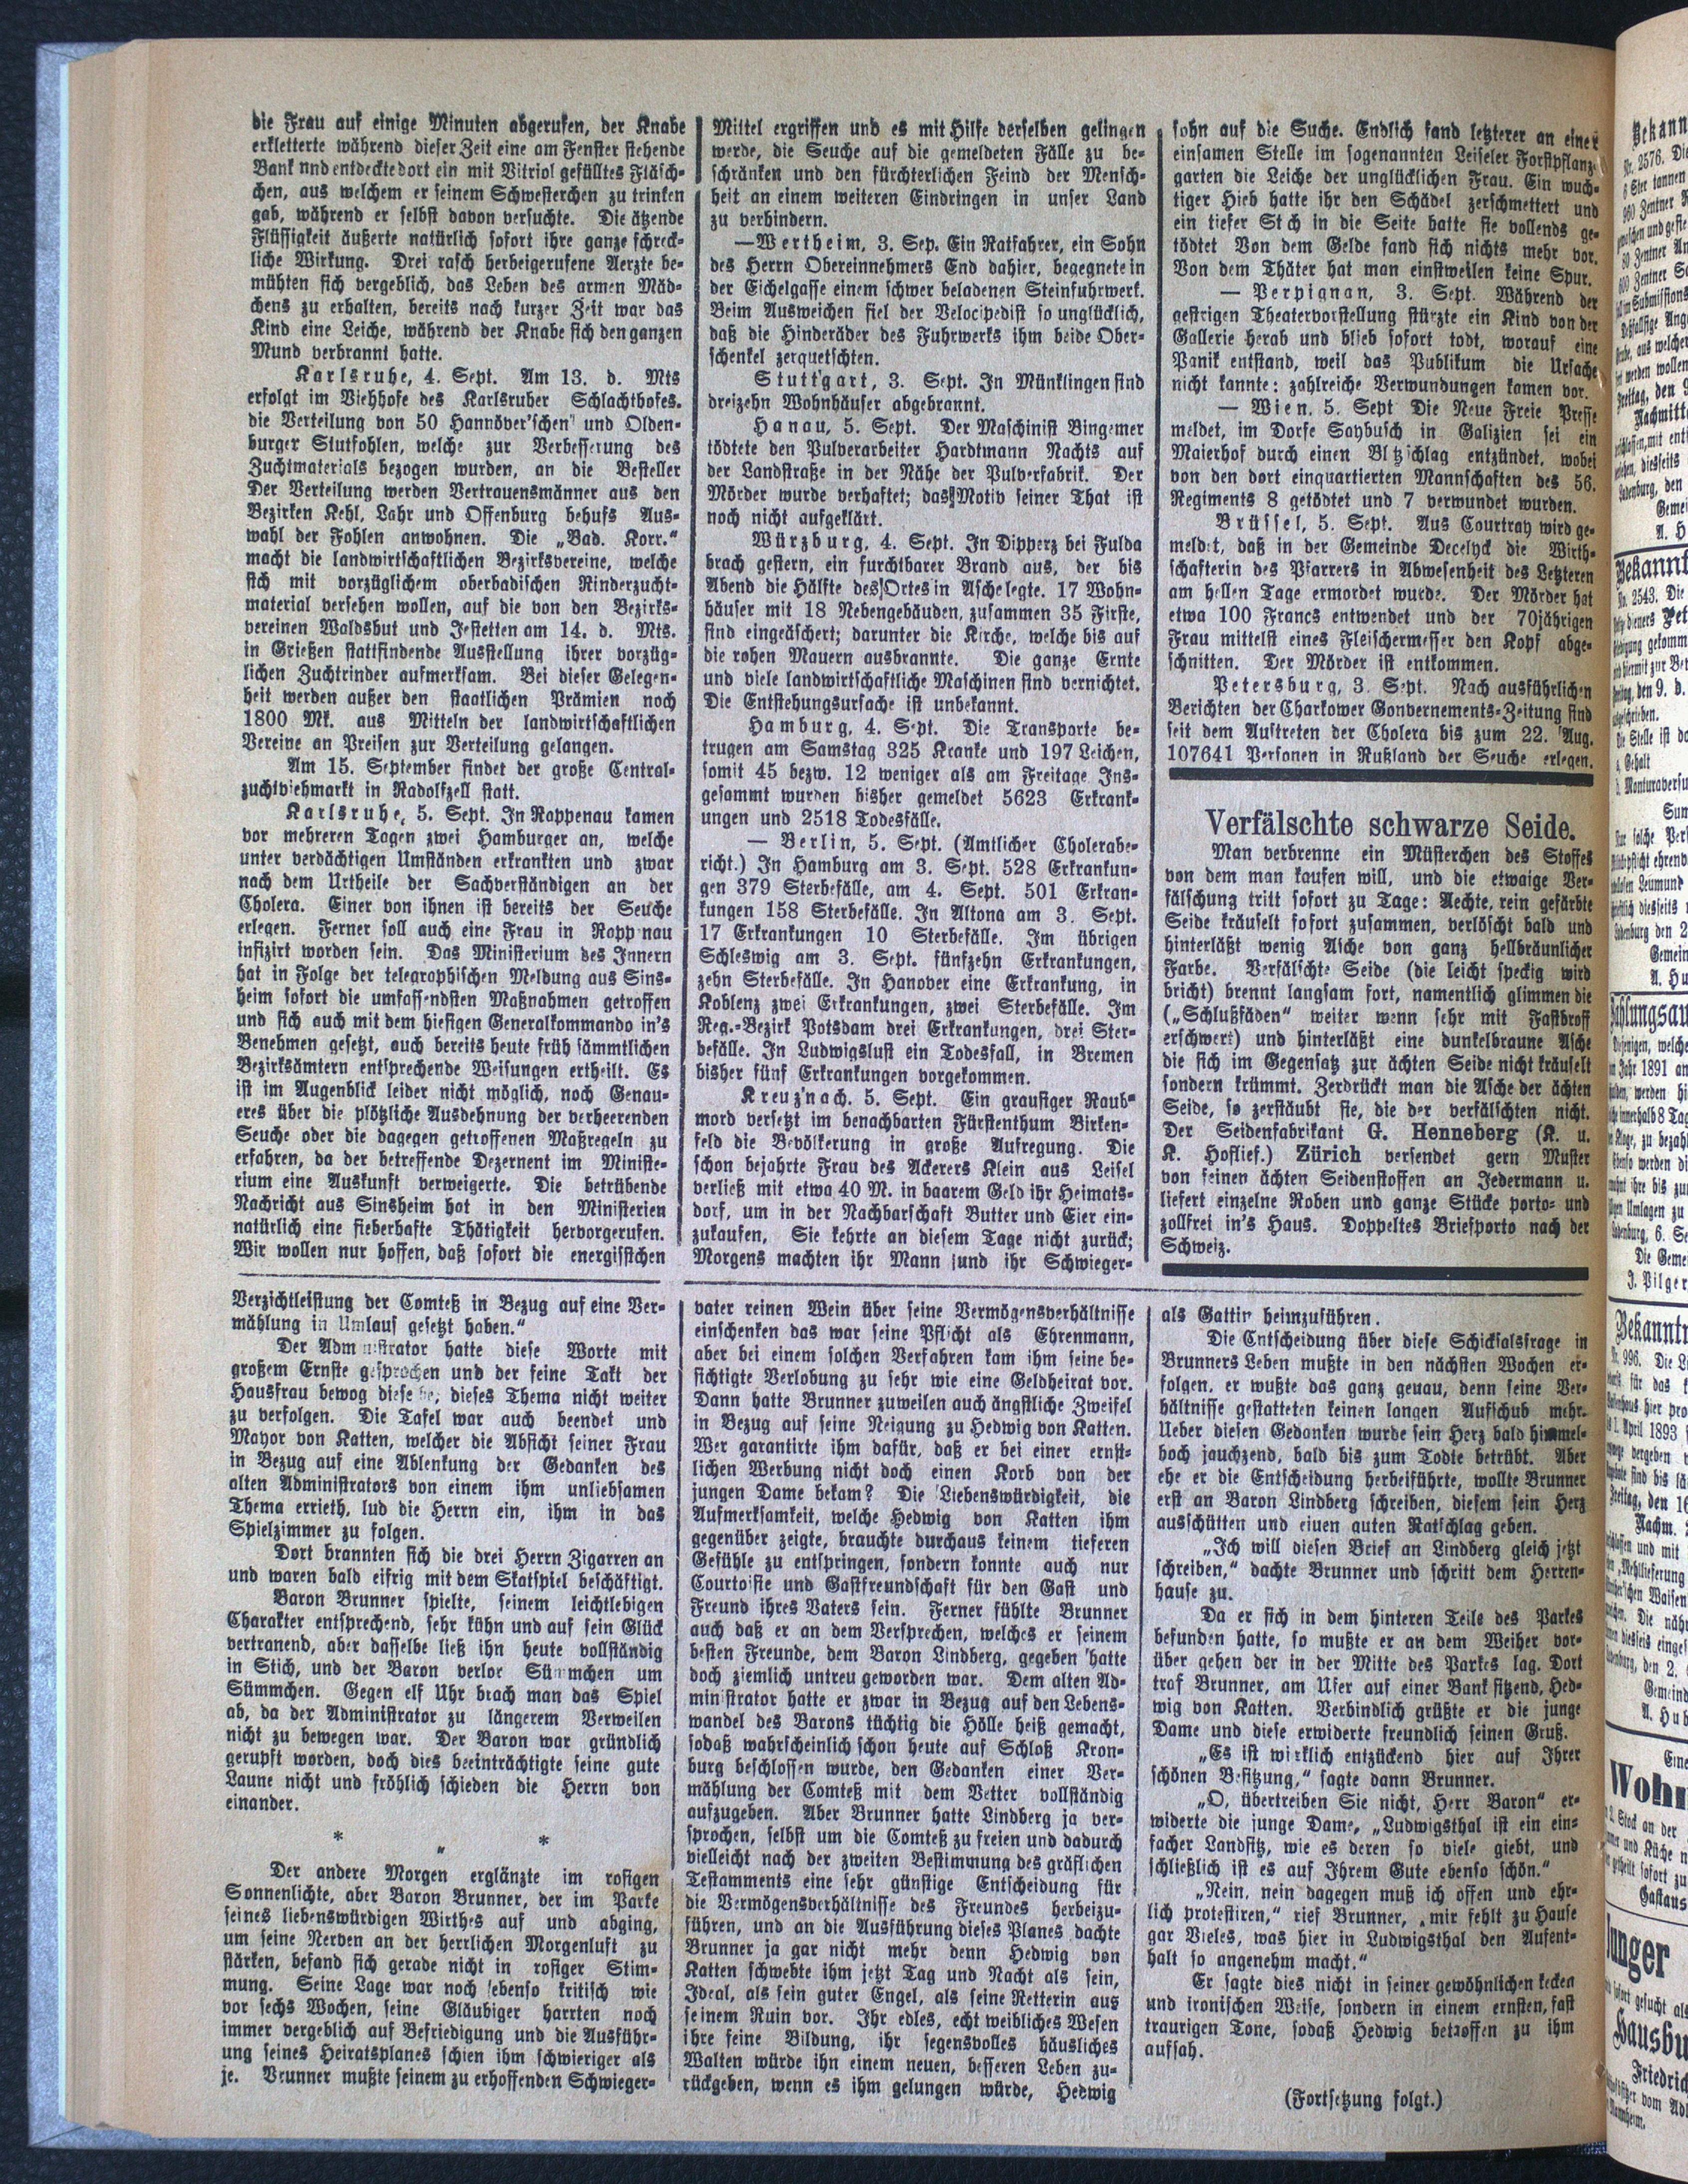 die Frau auf einige Minuten abgerufen, der Knabe
erkletterte während dieser Zeit eine am Fenster stehende
Bank nnd entdeckte dort ein mit Vitriol gefülltes Fläsch-
chen, aus welchem er seinem Schwesterchen zu trinken
gab, während er selbst davon versuchte. Die ätzende
Flüssigkeit äußerte natürlich sofort ihre ganze schreck-
liche Wirkung. Drei rasch herbeigerufene Aerzte be-
mühten sich vergeblich, das Leben des armen Mäd-
chens zu erhalten, bereits nach kurzer Zeit war das
Kind eine Leiche, während der Knabe sich den ganzen
Mund verbrannt hatte.
Karlsruhe, 4. Sept. Am 13. d. Mts
erfolgt im Viehhofe des Karlsruher Schlachthofes.
die Verteilung von 50 Hannöver'schen und Olden-
burger Stutfohlen, welche zur Verbesserung des
Zuchtmaterials bezogen wurden, an die Besteller
Der Verteilung werden Vertrauensmänner aus den
Bezirken Kehl, Lahr und Offenburg behufs Aus-
wahl der Fohlen anwohnen. Die „Bad. Korr.“
macht die landwirtschaftlichen Bezirksvereine, welche
sich mit vorzüglichem oberbadischen Rinderzucht-
material versehen wollen, auf die von den Bezirks-
vereinen Waldshut und Jestetten am 14. d. Mts.
in Grießen stattfindende Ausstellung ihrer vorzüg-
lichen Zuchtrinder aufmerksam. Bei dieser Gelegen-
heit werden außer den staatlichen Prämien noch
1800 Mk. aus Mitteln der landwirtschaftlichen
Vereine an Preisen zur Verteilung gelangen.
Am 15. September findet der große Central-
zuchtviehmarkt in Radolfzell statt.
Karlsruhe, 5. Sept. In Rappenau kamen
vor mehreren Tagen zwei Hamburger an, welche
unter verdächtigen Umständen erkrankten und zwar
nach dem Urtheile der Sachverständigen an der
Cholera. Einer von ihnen ist bereits der Seuche
erlegen. Ferner soll auch eine Frau in Rapp nau
infizirt worden sein. Das Ministerium des Innern
hat in Folge der telegraphischen Meldung aus Sins-
heim sofort die umfassendsten Maßnahmen getroffen
und sich auch mit dem hiesigen Generalkommando in's
Benehmen gesetzt, auch bereits heute früh sämmtlichen
Bezirksämtern entsprechende Weisungen ertheilt. Es
ist im Augenblick leider nicht möglich, noch Genau-
eres über die plötzliche Ausdehnung der verheerenden
Seuche oder die dagegen getroffenen Maßregeln zu
erfahren, da der betreffende Dezernent im Ministe-
rium eine Auskunft verweigerte. Die betrübende
Nachricht aus Sinsheim hat in den Ministerien
natürlich eine fieberhafte Thätigkeit hervorgerufen.
Wir wollen nur hoffen, daß sofort die energischen
Mittel ergriffen und es mit Hilfe derselben gelingen
werde, die Seuche auf die gemeldeten Fälle zu be-
schränken und den fürchterlichen Feind der Mensch-
heit an einem weiteren Eindringen in unser Land
zu verhindern.
—Wertheim, 3. Sep. Ein Ratfahrer, ein Sohn
des Herrn Obereinnehmers End dahier, begegnete in
der Eichelgasse einem schwer beladenen Steinfuhrwerk.
Beim Ausweichen fiel der Velocipedist so unglücklich,
daß die Hinderäder des Fuhrwerks ihm beide Ober-
schenkel zerquetschten.
Stuttgart, 3. Sept. In Münklingen sind
dreizehn Wohnhäuser abgebrannt.
Hanau, 5. Sept. Der Maschinist Bingemer
tödtete den Pulverarbeiter Hardtmann Nachts auf
der Landstraße in der Nähe der Pulverfabrik. Der
Mörder wurde verhaftet; das Motiv seiner That ist
noch nicht aufgeklärt.
Würzburg, 4. Sept. In Dipperz bei Fulda
brach gestern, ein furchtbarer Brand aus, der bis
Abend die Hälfte des Ortes in Asche legte. 17 Wohn-
häuser mit 18 Nebengebäuden, zusammen 35 Firste,
sind eingeäschert; darunter die Kirche, welche bis auf
die rohen Mauern ausbrannte. Die ganze Ernte
und viele landwirtschaftliche Maschinen sind vernichtet.
Die Entstehungsursache ist unbekannt.
Hamburg, 4. Sept. Die Transporte be-
trugen am Samstag 325 Kranke und 197 Leichen,
somit 45 bezw. 12 weniger als am Freitage. Ins-
gesammt wurden bisher gemeldet 5623 Erkrank-
ungen und 2518 Todesfälle.
— Berlin, 5. Sept. (Amtlicher Cholerabe-
richt.) In Hamburg am 3. Sept. 528 Erkrankun-
gen 379 Sterbefälle, am 4. Sept. 501 Erkran-
kungen 158 Sterbefälle. In Altona am 3. Sept.
17 Erkrankungen 10 Sterbefälle. Im übrigen
Schleswig am 3. Sept. fünfzehn Erkrankungen,
zehn Sterbefälle. In Hanover eine Erkrankung, in
Koblenz zwei Erkrankungen, zwei Sterbefälle. Im
Reg.-Bezirk Potsdam drei Erkrankungen, drei Ster-
befälle. In Ludwigslust ein Todesfall, in Bremen
bisher fünf Erkrankungen vorgekommen.
Kreuznach. 5. Sept. Ein grausiger Raub-
mord versetzt im benachbarten Fürstenthum Birken-
feld die Bevölkerung in große Aufregung. Die
schon bejahrte Frau des Ackerers Klein aus Leisel
verließ mit etwa 40 M. in baarem Geld ihr Heimats-
dorf, um in der Nachbarschaft Butter und Eier ein-
zukaufen, Sie kehrte an diesem Tage nicht zurück;
Morgens machten ihr Mann und ihr Schwieger-
sohn auf die Suche. Endlich fand letzterer an einer
einsamen Stelle im sogenannten Leiseler Forstpflanz-
garten die Leiche der unglücklichen Frau. Ein wuch-
tiger Hieb hatte ihr den Schädel zerschmettert und
ein tiefer St ch in die Seite hatte sie vollends ge-
tödtet Von dem Gelde fand sich nichts mehr vor.
Von dem Thäter hat man einstweilen keine Spur.
— Perpignan, 3. Sept. Während der
gestrigen Theatervorstellung stürzte ein Kind von der
Gallerie herab und blieb sofort todt, worauf eine
Panik entstand, weil das Publikum die Ursache
nicht kannte: zahlreiche Verwundungen kamen vor.
— Wien. 5. Sept Die Neue Freie Presse
meldet, im Dorfe Saybusch in Galizien sei ein
Maierhof durch einen Bl tzschlag entzündet, wobei
von den dort einquartierten Mannschaften des 56.
Regiments 8 getödtet und 7 verwundet wurden.
Brüssel, 5. Sept. Aus Courtray wird ge-
meldet, daß in der Gemeinde Decelyck die Wirth-
schafterin des Pfarrers in Abwesenheit des Letzteren
am hellen Tage ermordet wurde. Der Mörder hat
etwa 100 Francs entwendet und der 70jährigen
Frau mittelst eines Fleischermesser den Kopf abge-
schnitten. Der Mörder ist entkommen.
Petersburg, 3. Sept. Nach ausführlichen
Berichten der Charkower Gonvernements-Zeitung sind
seit dem Auftreten der Cholera bis zum 22. Aug.
107641 Personen in Rußland der Seuche erlegen.
Verfälschte schwarze Seide.
Man verbrenne ein Müsterchen des Stoffes
von dem man kaufen will, und die etwaige Ver-
fälschung tritt sofort zu Tage: Aechte, rein gefärbte
Seide kräuselt sofort zusammen, verlöscht bald und
hinterläßt wenig Asche von ganz hellbräunlicher
Farbe. Verfälschte Seide (die leicht speckig wird
bricht) brennt langsam fort, namentlich glimmen die
(„Schlußfäden“ weiter wenn sehr mit Fastbroff
erschwert) und hinterläßt eine dunkelbraune Asche
die sich im Gegensatz zur ächten Seide nicht kräuselt
sondern krümmt. Zerdrückt man die Asche der ächten
Seide, so zerstäubt sie, die der verfälschten nicht.
Der Seidenfabrikant G. Henneberg (K. u.
K. Hoflief.) Zürich versendet gern Muster
von seinen ächten Seidenstoffen an Jedermann u.
liefert einzelne Roben und ganze Stücke porto- und
zollfrei in's Haus. Doppeltes Briefporto nach der
Schweiz.
Verzichtleistung der Comteß in Bezug auf eine Ver-
mählung in Umlauf gesetzt haben.“
Der Adm nistrator hatte diese Worte mit
großem Ernste gesprochen und der feine Takt der
Hausfrau bewog diese be, dieses Thema nicht weiter
zu verfolgen. Die Tafel war auch beendet und
Mayor von Katten, welcher die Absicht seiner Frau
in Bezug auf eine Ablenkung der Gedanken des
alten Administrators von einem ihm unliebsamen
Thema errieth, lud die Herrn ein, ihm in das
Spielzimmer zu folgen.
Dort brannten sich die drei Herrn Zigarren an
und waren bald eifrig mit dem Skatspiel beschäftigt.
Baron Brunner spielte, seinem leichtlebigen
Charakter entsprechend, sehr kühn und auf sein Glück
vertranend, aber dasselbe ließ ihn heute vollständig
in Stich, und der Baron verlor Sümmchen um
Sümmchen. Gegen elf Uhr brach man das Spiel
ab, da der Administrator zu längerem Verweilen
nicht zu bewegen war. Der Baron war gründlich
gerupft worden, doch dies beeinträchtigte seine gute
Laune nicht und fröhlich schieden die Herrn von
einander.
* * *
Der andere Morgen erglänzte im rosigen
Sonnenlichte, aber Baron Brunner, der im Parke
seines liebenswürdigen Wirthes auf und abging,
um seine Nerven an der herrlichen Morgenluft zu
stärken, befand sich gerade nicht in rosiger Stim-
mung. Seine Lage war noch ebenso kritisch wie
vor sechs Wochen, seine Gläubiger harrten noch
immer vergeblich auf Befriedigung und die Ausführ-
ung seines Heiratsplanes schien ihm schwieriger als
je. Brunner mußte seinem zu erhoffenden Schwieger-
vater reinen Wein über seine Vermögensverhältnisse
einschenken das war seine Pflicht als Ehrenmann,
aber bei einem solchen Verfahren kam ihm seine be-
sichtigte Verlobung zu sehr wie eine Geldheirat vor.
Dann hatte Brunner zuweilen auch ängstliche Zweifel
in Bezug auf seine Neigung zu Hedwig von Katten.
Wer garantirte ihm dafür, daß er bei einer ernst-
lichen Werbung nicht doch einen Korb von der
jungen Dame bekam? Die Liebenswürdigkeit, die
Aufmerksamkeit, welche Hedwig von Katten ihm
gegenüber zeigte, brauchte durchaus keinem tieferen
Gefühle zu entspringen, sondern konnte auch nur
Courtoisie und Gastfreundschaft für den Gast und
Freund ihres Vaters sein. Ferner fühlte Brunner
auch daß er an dem Versprechen, welches er seinem
besten Freunde, dem Baron Lindberg, gegeben hatte
doch ziemlich untreu geworden war. Dem alten Ad-
ministrator hatte er zwar in Bezug auf den Lebens-
wandel des Barons tüchtig die Hölle heiß gemacht,
sodaß wahrscheinlich schon heute auf Schloß Kron-
burg beschlossen wurde, den Gedanken einer Ver-
mählung der Comteß mit dem Vetter vollständig
aufzugeben. Aber Brunner hatte Lindberg ja ver-
sprochen, selbst um die Comteß zu freien und dadurch
vielleicht nach der zweiten Bestimmung des gräflichen
Testamments eine sehr günstige Entscheidung für
die Vermögensverhältnisse des Freundes herbeizu-
führen, und an die Ausführung dieses Planes dachte
Brunner ja gar nicht mehr denn Hedwig von
Katten schwebte ihm jetzt Tag und Nacht als sein,
Ideal, als sein guter Engel, als seine Retterin aus
seinem Ruin vor. Ihr edles, echt weibliches Wesen
ihre feine Bildung, ihr segensvolles häusliches
Walten würde ihn einem neuen, besseren Leben zu-
rückgeben, wenn es ihm gelungen würde, Hedwig
als Gattin heimzuführen.
Die Entscheidung über diese Schicksalsfrage in
Brunners Leben mußte in den nächsten Wochen er-
folgen, er wußte das ganz genau, denn seine Ver-
hältnisse gestatteten keinen langen Aufschub mehr.
Ueber diesen Gedanken wurde sein Herz bald himmel-
hoch jauchzend, bald bis zum Todte betrübt. Aber
ehe er die Entscheidung herbeiführte, wollte Brunner
erst an Baron Lindberg schreiben, diesem sein Herz
ausschütten und einen guten Ratschlag geben.
„Ich will diesen Brief an Lindberg gleich jetzt
schreiben,“ dachte Brunner und schritt dem Herren-
hause zu.
Da er sich in dem hinteren Teile des Parkes
befunden hatte, so mußte er an dem Weiher vor-
über gehen der in der Mitte des Parkes lag. Dort
traf Brunner, am Ufer auf einer Bank sitzend, Hed-
wig von Katten. Verbindlich grüßte er die junge
Dame und diese erwiderte freundlich seinen Gruß.
„Es ist wirklich entzückend hier auf Ihrer
schönen Besitzung,“ sagte dann Brunner.
„O, übertreiben Sie nicht, Herr Baron“ er-
widerte die junge Dame, „Ludwigsthal ist ein ein-
facher Landsitz, wie es deren so viele giebt, und
schließlich ist es auf Ihrem Gute ebenso schön.“
„Nein, nein dagegen muß ich offen und ehr-
lich protestiren,“ rief Brunner, „mir fehlt zu Hause
gar Vieles, was hier in Ludwigsthal den Aufent-
halt so angenehm macht.“
Er sagte dies nicht in seiner gewöhnlichen kecken
und ironischen Weise, sondern in einem ernsten, fast
traurigen Tone, sodaß Hedwig betroffen zu ihm
aufsah.
(Fortsetzung folgt.)